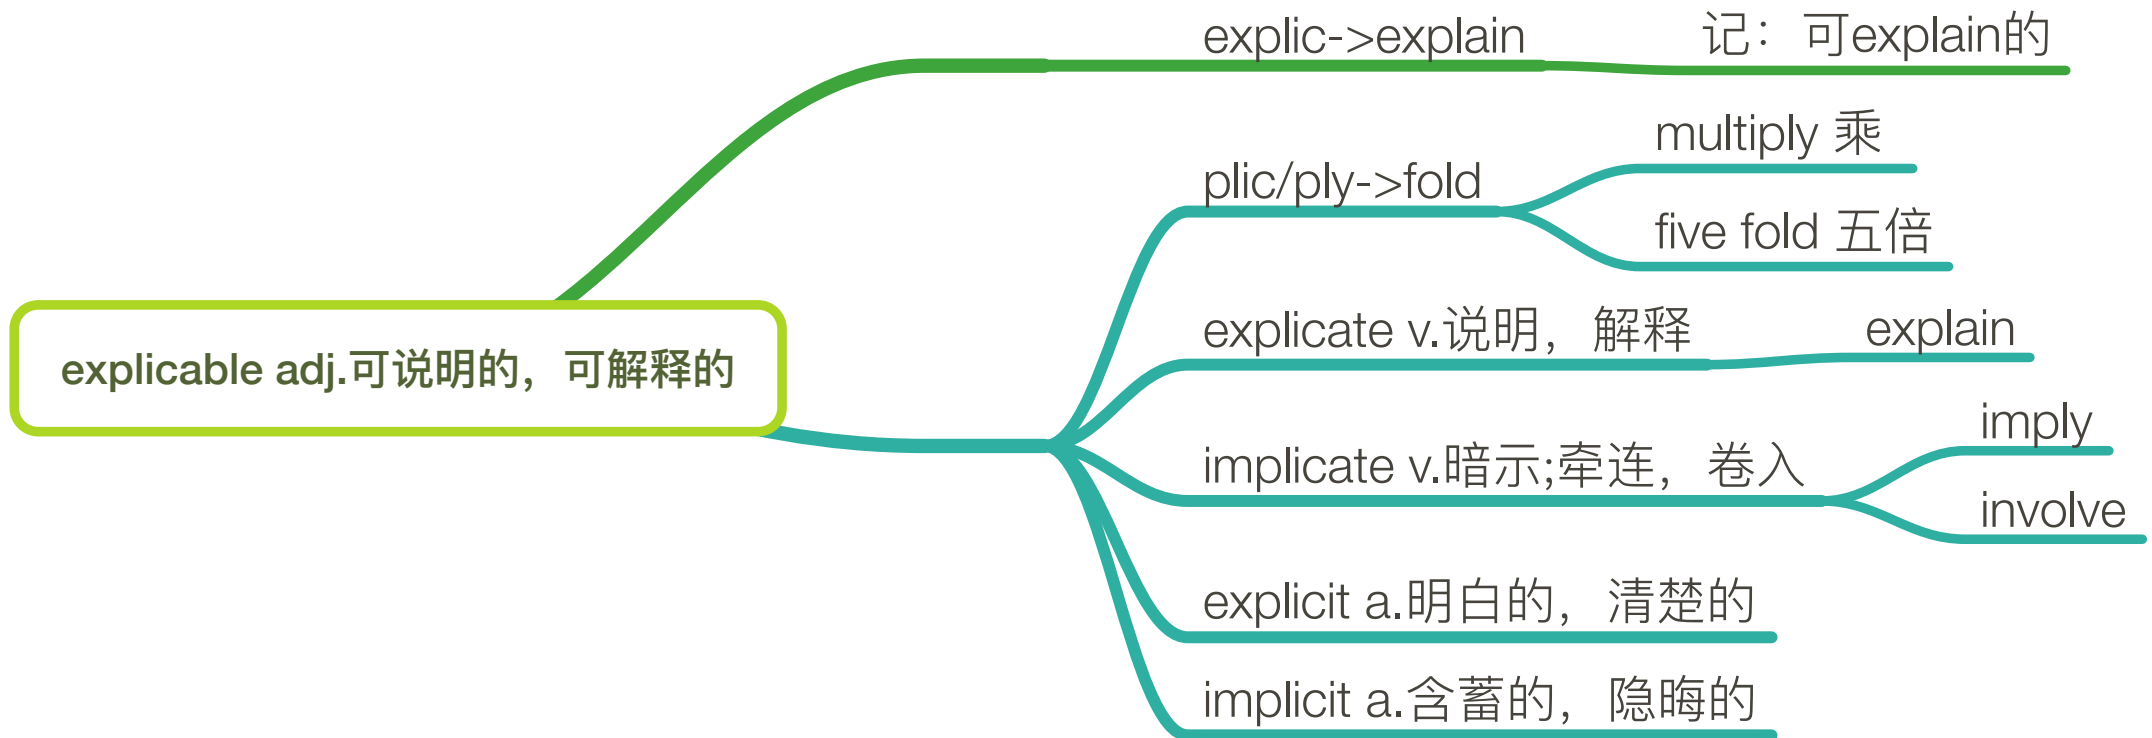 explicable adj.可说明的，可解释的
explic->explain
记：可explain的
plic/ply->fold
multiply 乘
five fold 五倍
explicate v.说明，解释
explain
implicate v.暗示;牵连，卷入
imply
involve
explicit a.明白的，清楚的
implicit a.含蓄的，隐晦的